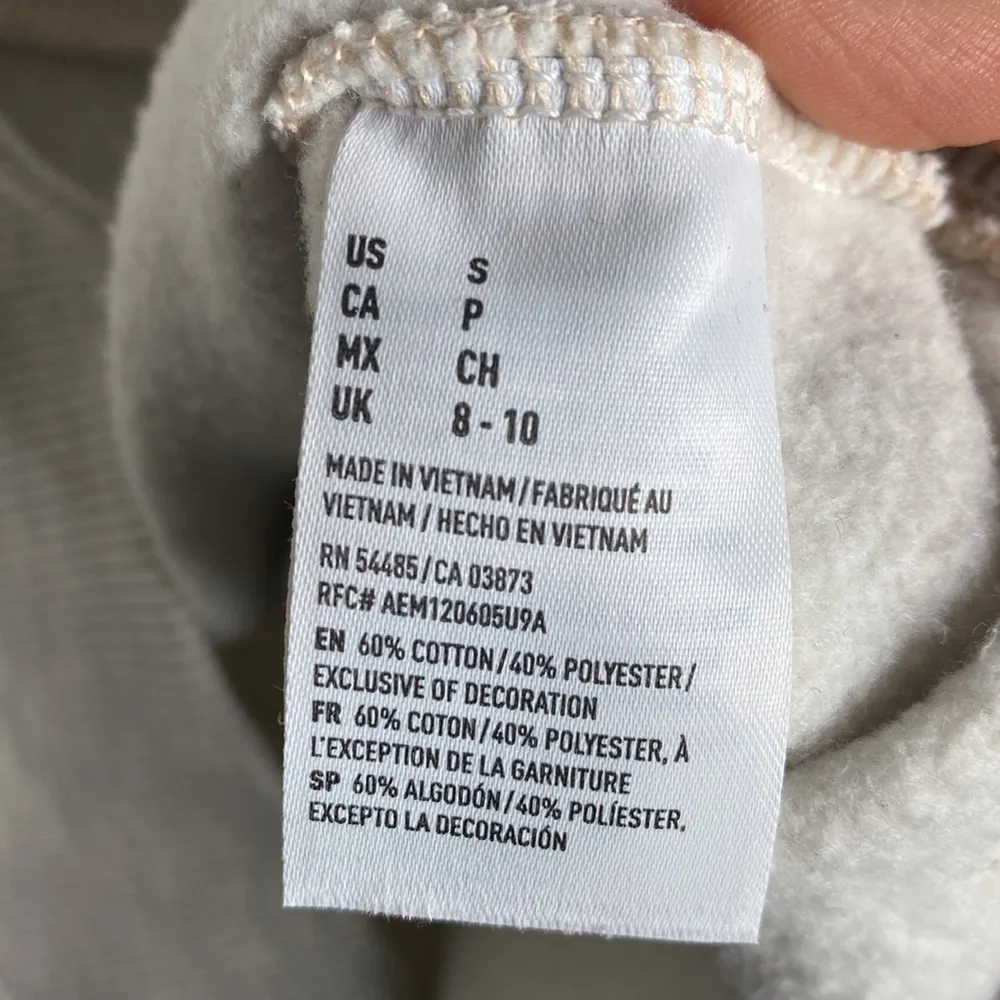 US S
CA P
MX CH
UK 8 - 10
MADE IN VIETNAM / FABRIQUÉ AU
VIETNAM / HECHO EN VIETNAM
RN 54485 / CA 03873
RFC# AEM120605U9A
EN 60% COTTON / 40% POLYESTER /
EXCLUSIVE OF DECORATION
FR 60% COTON / 40% POLYESTER, À
L'EXCEPTION DE LA GARNITURE
SP 60% ALGODÓN / 40% POLÍESTER,
EXCEPTO LA DECORACIÓN